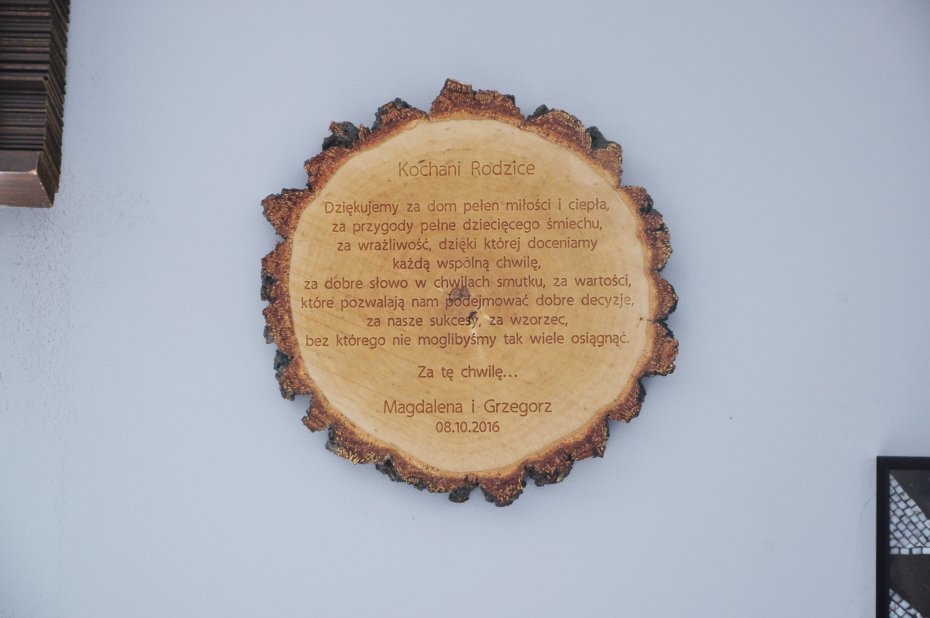 Kochani Rodzice
Dziękujemy za dom pełen miłości i ciepła,
za przygody pełne dziecięcego śmiechu,
za wrażliwość, dzięki której doceniamy
każdą wspólną chwilę,
za dobre słowo w chwilach smutku, za wartości,
które pozwalają nam podejmować dobre decyzje,
za nasze sukcesy, za wzorzec,
bez którego nie moglibyśmy tak wiele osiągnąć.
Za tę chwilę...
Magdalena i Grzegorz
08.10.2016